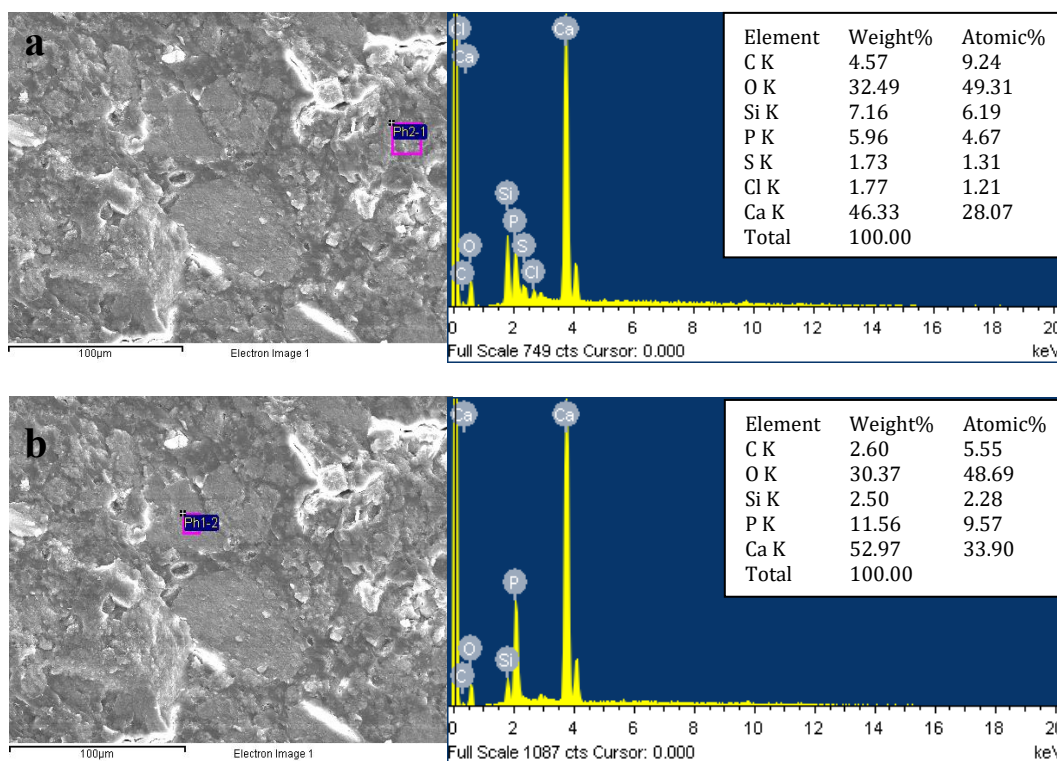 a
Ph2-1
100µm
Electron Image 1
Cl
Ca
Ca
Si
P
O
S
Cl
C
0 2 4 6 8 10 12 14 16 18 20
Full Scale 749 cts Cursor: 0.000
keV
Element Weight% Atomic%
C K 4.57 9.24
O K 32.49 49.31
Si K 7.16 6.19
P K 5.96 4.67
S K 1.73 1.31
Cl K 1.77 1.21
Ca K 46.33 28.07
Total 100.00
b
Ph1-2
100µm
Electron Image 1
Ca
Ca
P
O
Si
C
0 2 4 6 8 10 12 14 16 18 20
Full Scale 1087 cts Cursor: 0.000
keV
Element Weight% Atomic%
C K 2.60 5.55
O K 30.37 48.69
Si K 2.50 2.28
P K 11.56 9.57
Ca K 52.97 33.90
Total 100.00